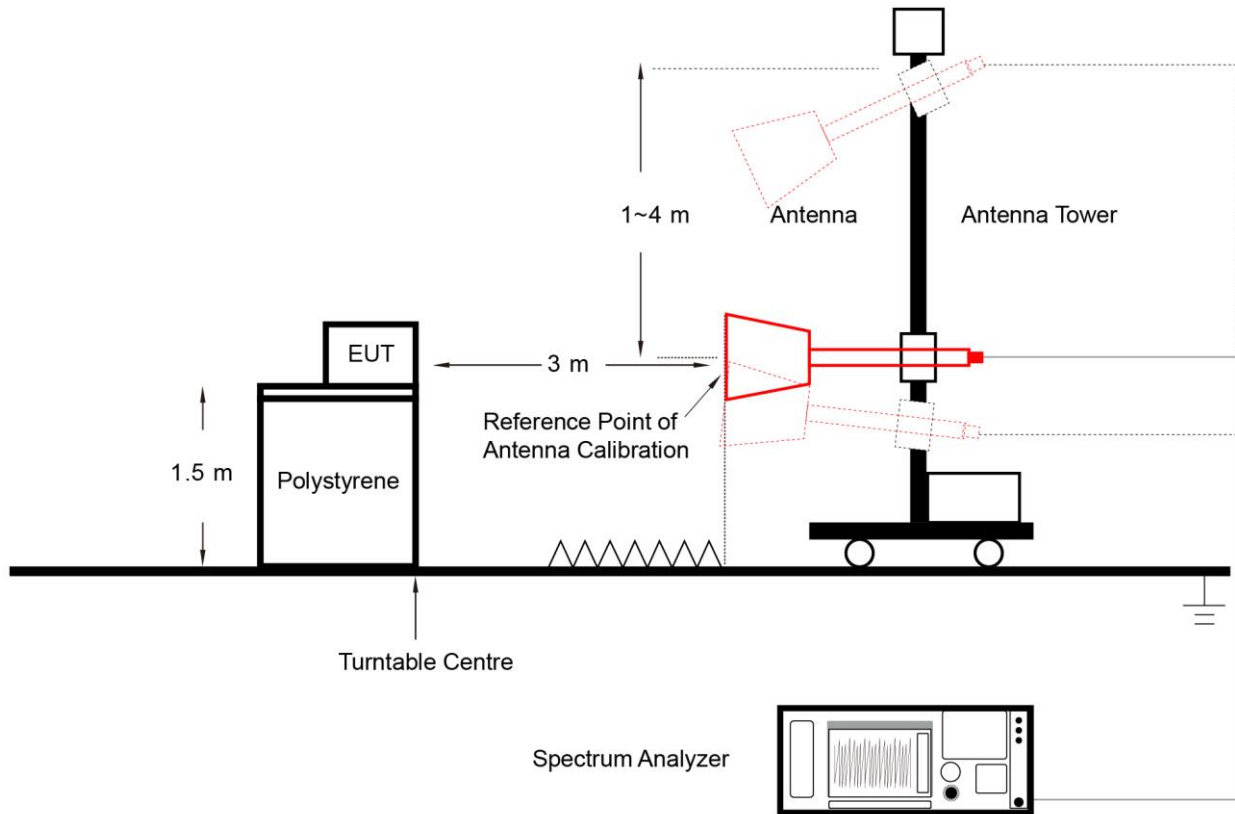 1~4 m
Antenna
Antenna Tower
EUT
3 m
Reference Point of
Antenna Calibration
1.5 m
Polystyrene
Turntable Centre
Spectrum Analyzer